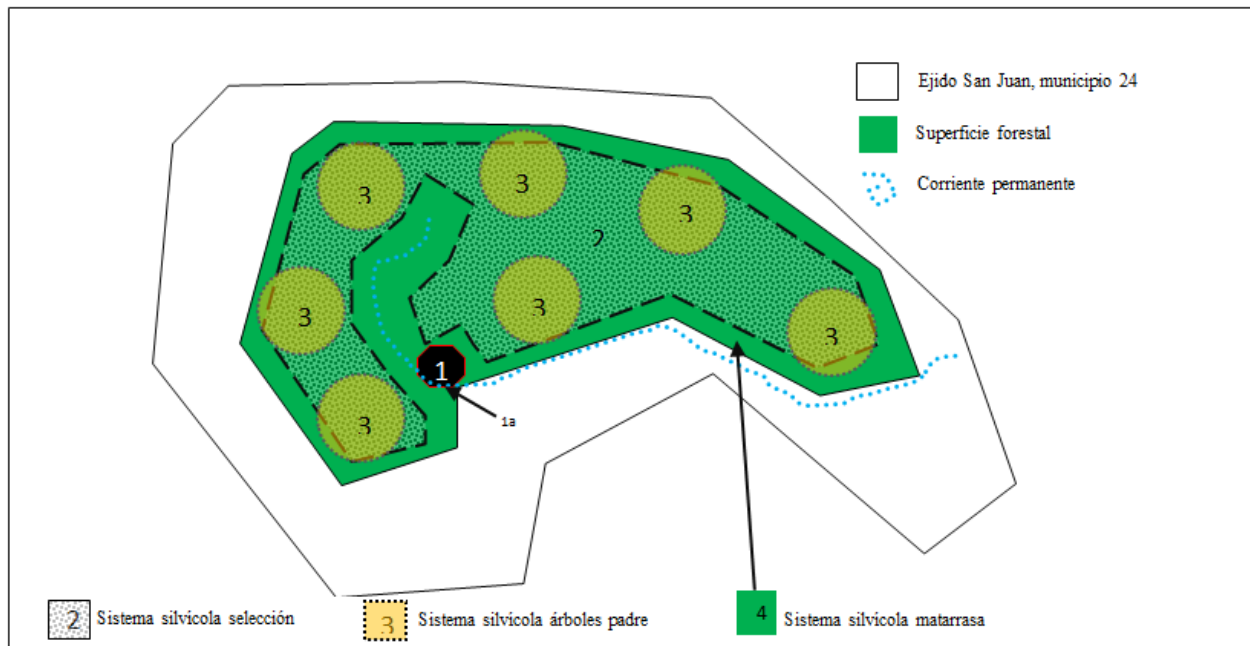 Ejido San Juan, municipio 24
Superficie forestal
Corriente permanente
3
3
3
2
3
3
3
1
1a
3
2 Sistema silvícola selección
3 Sistema silvícola árboles padre
4 Sistema silvícola matarrasa